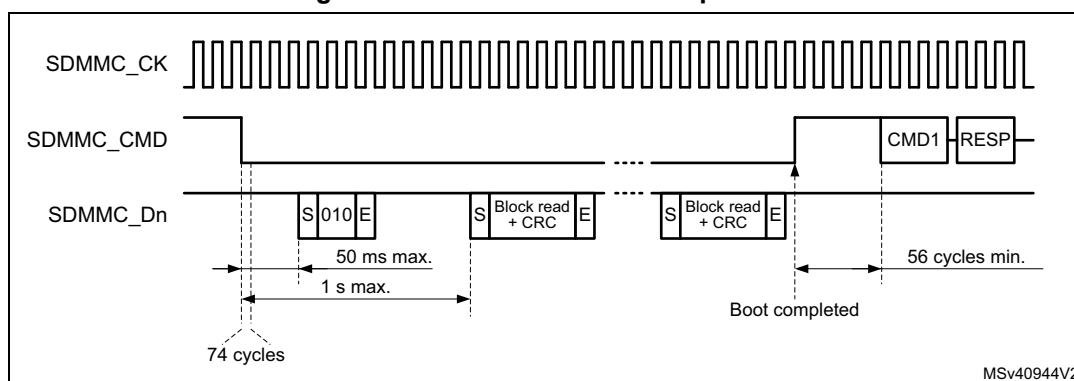 SDMMC_CK
SDMMC_CMD
CMD1 RESP
SDMMC_Dn
S 010 E
S Block read + CRC E
S Block read + CRC E
50 ms max.
56 cycles min.
1 s max.
Boot completed
74 cycles
MSv40944V2